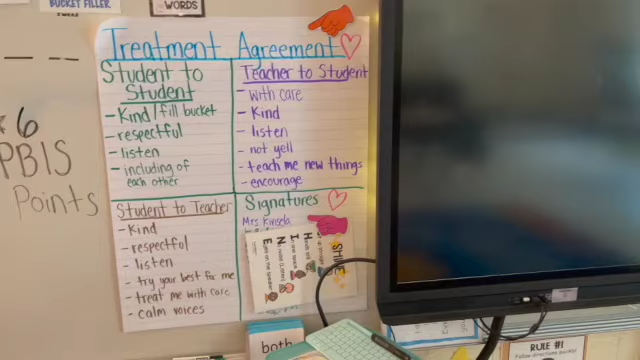 BUCKET FILLER
WORDS
Treatment Agreement
Student to
Student
- Kind/fill bucket
- respectful
- listen
- including of
each other
Teacher to Student
- with care
- Kind
- listen
- not yell
- teach me new things
- encourage
Student to Teacher
- Kind
- respectful
- listen
- try your best for me
- treat me with care
- calm voices
Signatures
Mrs Kinsela
SHINE
6
PBIS
Points
both
RULE #1
Follow directions quickly!